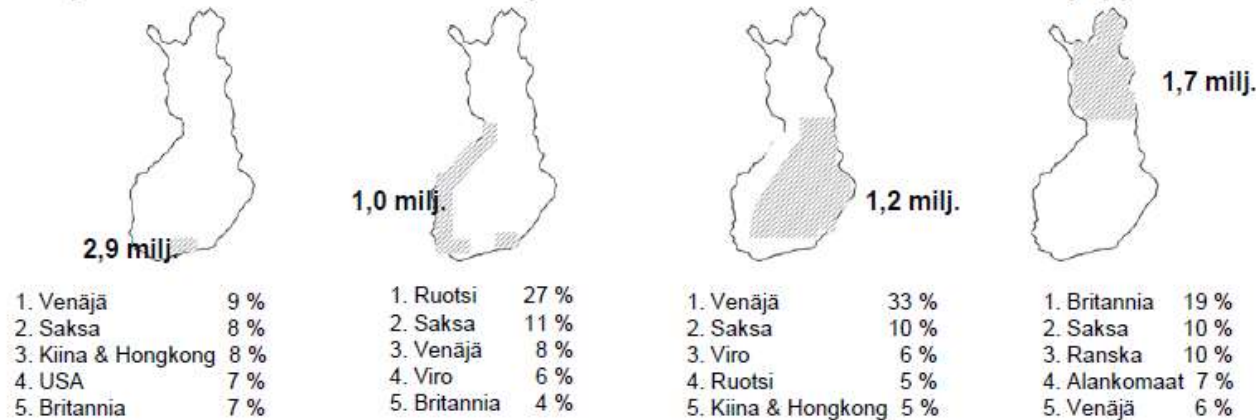 2,9 milj.
1. Venäjä 9 %
2. Saksa 8 %
3. Kiina & Hongkong 8 %
4. USA 7 %
5. Britannia 7 %
1,0 milj.
1. Ruotsi 27 %
2. Saksa 11 %
3. Venäjä 8 %
4. Viro 6 %
5. Britannia 4 %
1,2 milj.
1. Venäjä 33 %
2. Saksa 10 %
3. Viro 6 %
4. Ruotsi 5 %
5. Kiina & Hongkong 5 %
1,7 milj.
1. Britannia 19 %
2. Saksa 10 %
3. Ranska 10 %
4. Alankomaat 7 %
5. Venäjä 6 %